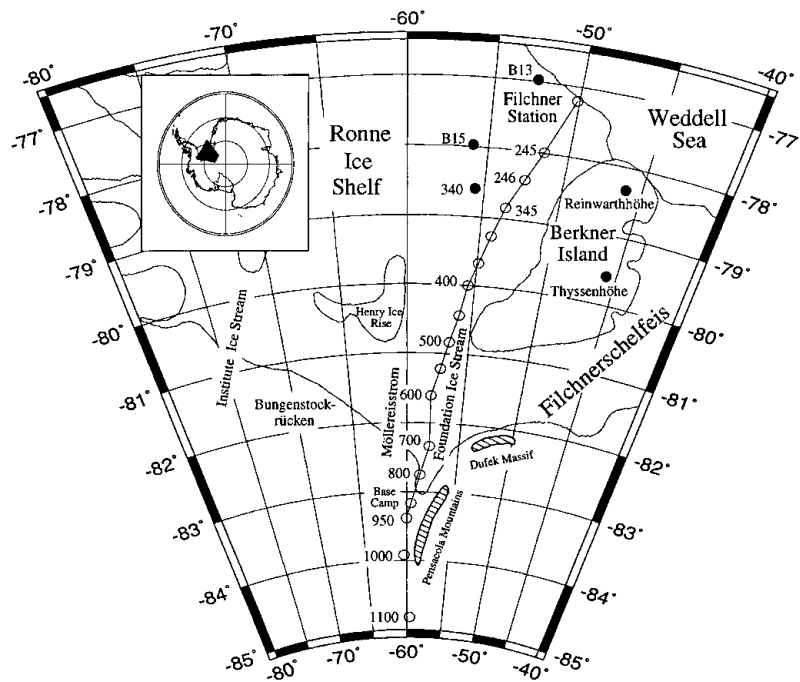 -60°
-70°
-50°
-80°
-40°
B13
Filchner
Station
Weddell
Sea
-77
-77
Ronne
Ice
Shelf
B15
245
246
340
345
Reinwarthhöhe
-78°
-78°
Berkner
Island
-79°
-79°
400
Thyssenhöhe
Henry Ice
Rise
-80°
-80°
500
Institute Ice Stream
Foundation Ice Stream
Filchnerschelfeis
600
-81°
-81°
Möllereisstrom
Bungenstock-
rücken
700
Dufek Massif
-82°
-82°
800
Base
Camp
950
Pensacola Mountains
-83°
-83°
1000
-84°
-84°
1100
-85°
-85°
-80°
-70°
-60°
-50°
-40°